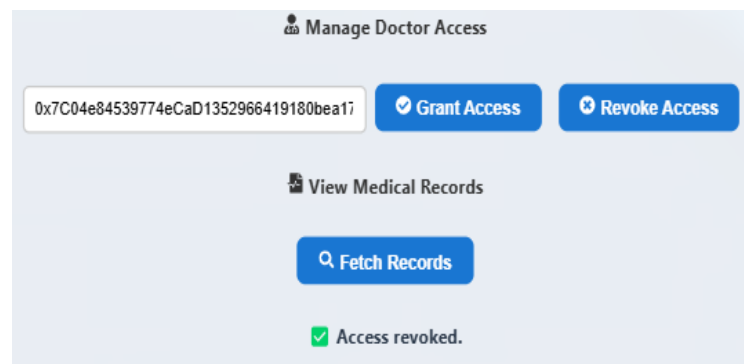 Manage Doctor Access
0x7C04e84539774eCaD1352966419180bea17
Grant Access
Revoke Access
View Medical Records
Fetch Records
Access revoked.